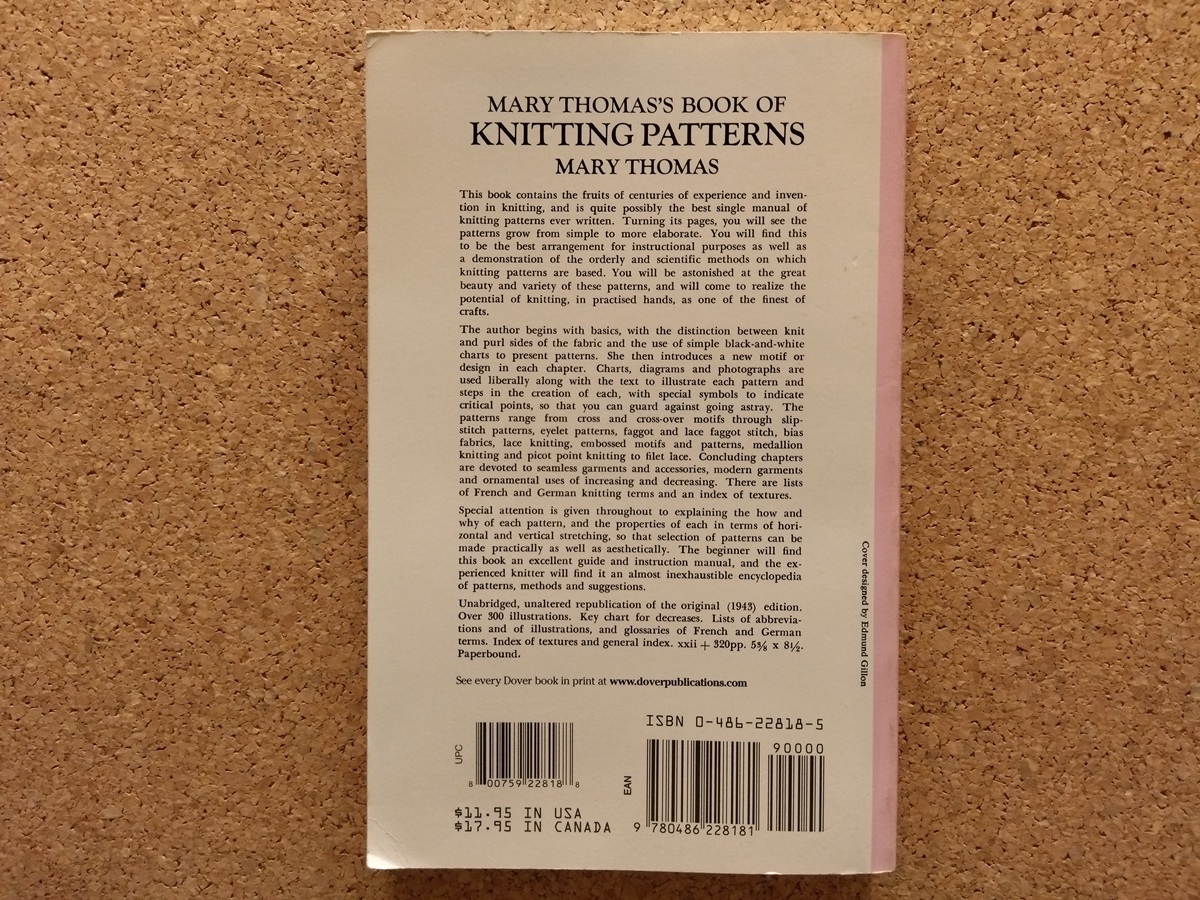 MARY THOMAS'S BOOK OF
KNITTING PATTERNS
MARY THOMAS
This book contains the fruits of centuries of experience and inven-
tion in knitting, and is quite possibly the best single manual of
knitting patterns ever written. Turning its pages, you will see the
patterns grow from simple to more elaborate. You will find this
to be the best arrangement for instructional purposes as well as
a demonstration of the orderly and scientific methods on which
knitting patterns are based. You will be astonished at the great
beauty and variety of these patterns, and will come to realize the
potential of knitting, in practised hands, as one of the finest of
crafts.
The author begins with basics, with the distinction between knit
and purl sides of the fabric and the use of simple black-and-white
charts to present patterns. She then introduces a new motif or
design in each chapter. Charts, diagrams and photographs are
used liberally along with the text to illustrate each pattern and
steps in the creation of each, with special symbols to indicate
critical points, so that you can guard against going astray. The
patterns range from cross and cross-over motifs through slip-
stitch patterns, eyelet patterns, faggot and lace faggot stitch, bias
fabrics, lace knitting, embossed motifs and patterns, medallion
knitting and picot point knitting to filet lace. Concluding chapters
are devoted to seamless garments and accessories, modern garments
and ornamental uses of increasing and decreasing. There are lists
of French and German knitting terms and an index of textures.
Special attention is given throughout to explaining the how and
why of each pattern, and the properties of each in terms of hori-
zontal and vertical stretching, so that selection of patterns can be
made practically as well as aesthetically. The beginner will find
this book an excellent guide and instruction manual, and the ex-
perienced knitter will find it an almost inexhaustible encyclopedia
of patterns, methods and suggestions.
Unabridged, unaltered republication of the original (1943) edition.
Over 300 illustrations. Key chart for decreases. Lists of abbrevia-
tions and of illustrations, and glossaries of French and German
terms. Index of textures and general index. xxii + 320pp. 5⅜ x 8½.
Paperbound.
See every Dover book in print at www.doverpublications.com
Cover designed by Edmund Gillon
ISBN 0-486-22818-5
90000
UPC
8 00759 22818 8
EAN
9 780486 228181
$11.95 IN USA
$17.95 IN CANADA